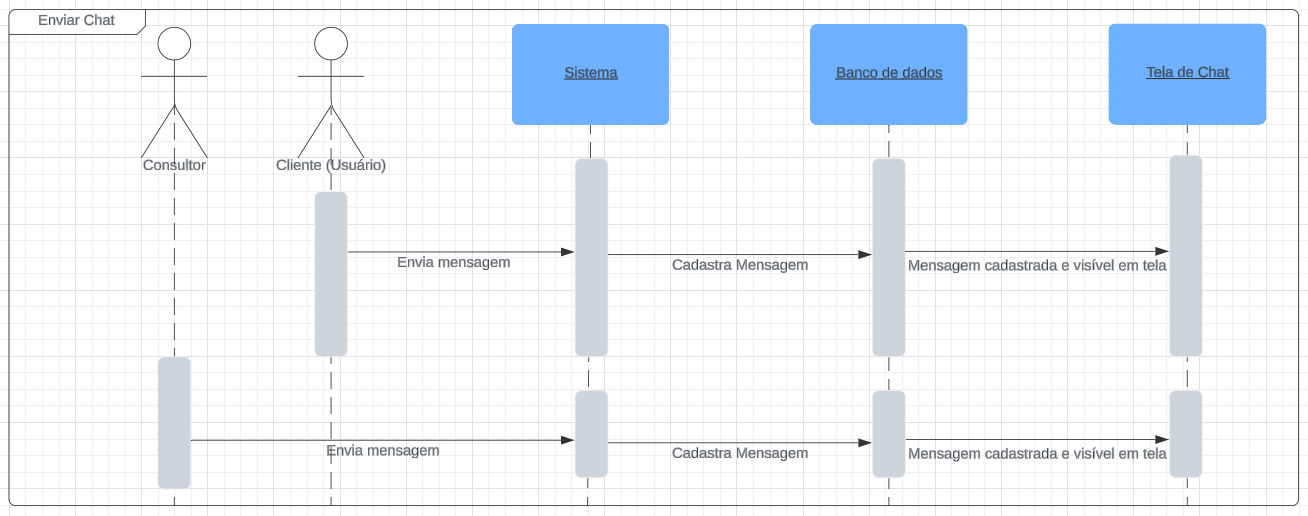 Enviar Chat
Sistema
Banco de dados
Tela de Chat
Consultor
Cliente (Usuário)
Envia mensagem
Cadastra Mensagem
Mensagem cadastrada e visível em tela
Envia mensagem
Cadastra Mensagem
Mensagem cadastrada e visível em tela